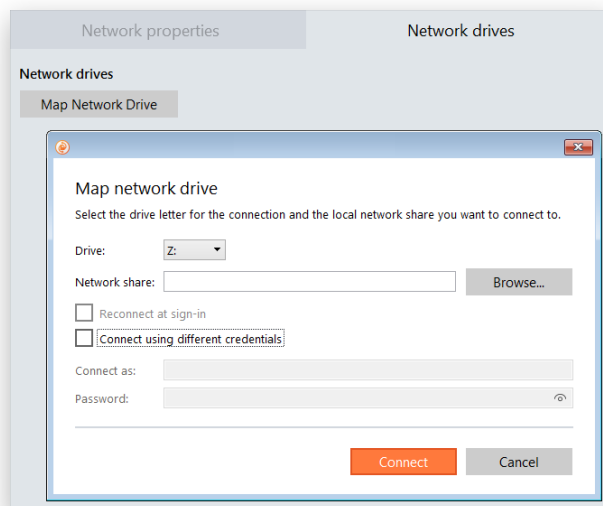 Network properties
Network drives
Network drives
Map Network Drive
Map network drive
Select the drive letter for the connection and the local network share you want to connect to.
Drive: Z:
Network share: Browse...
Reconnect at sign-in
Connect using different credentials
Connect as:
Password:
Connect Cancel